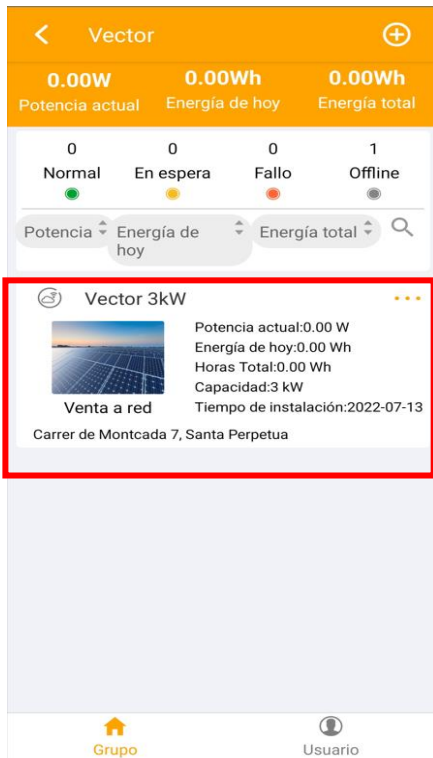 Vector
0.00W 0.00Wh 0.00Wh
Potencia actual Energía de hoy Energía total
0 0 0 1
Normal En espera Fallo Offline
Potencia Energía de hoy Energía total
Vector 3kW
Potencia actual:0.00 W
Energía de hoy:0.00 Wh
Horas Total:0.00 Wh
Capacidad:3 kW
Venta a red Tiempo de instalación:2022-07-13
Carrer de Montcada 7, Santa Perpetua
Grupo Usuario